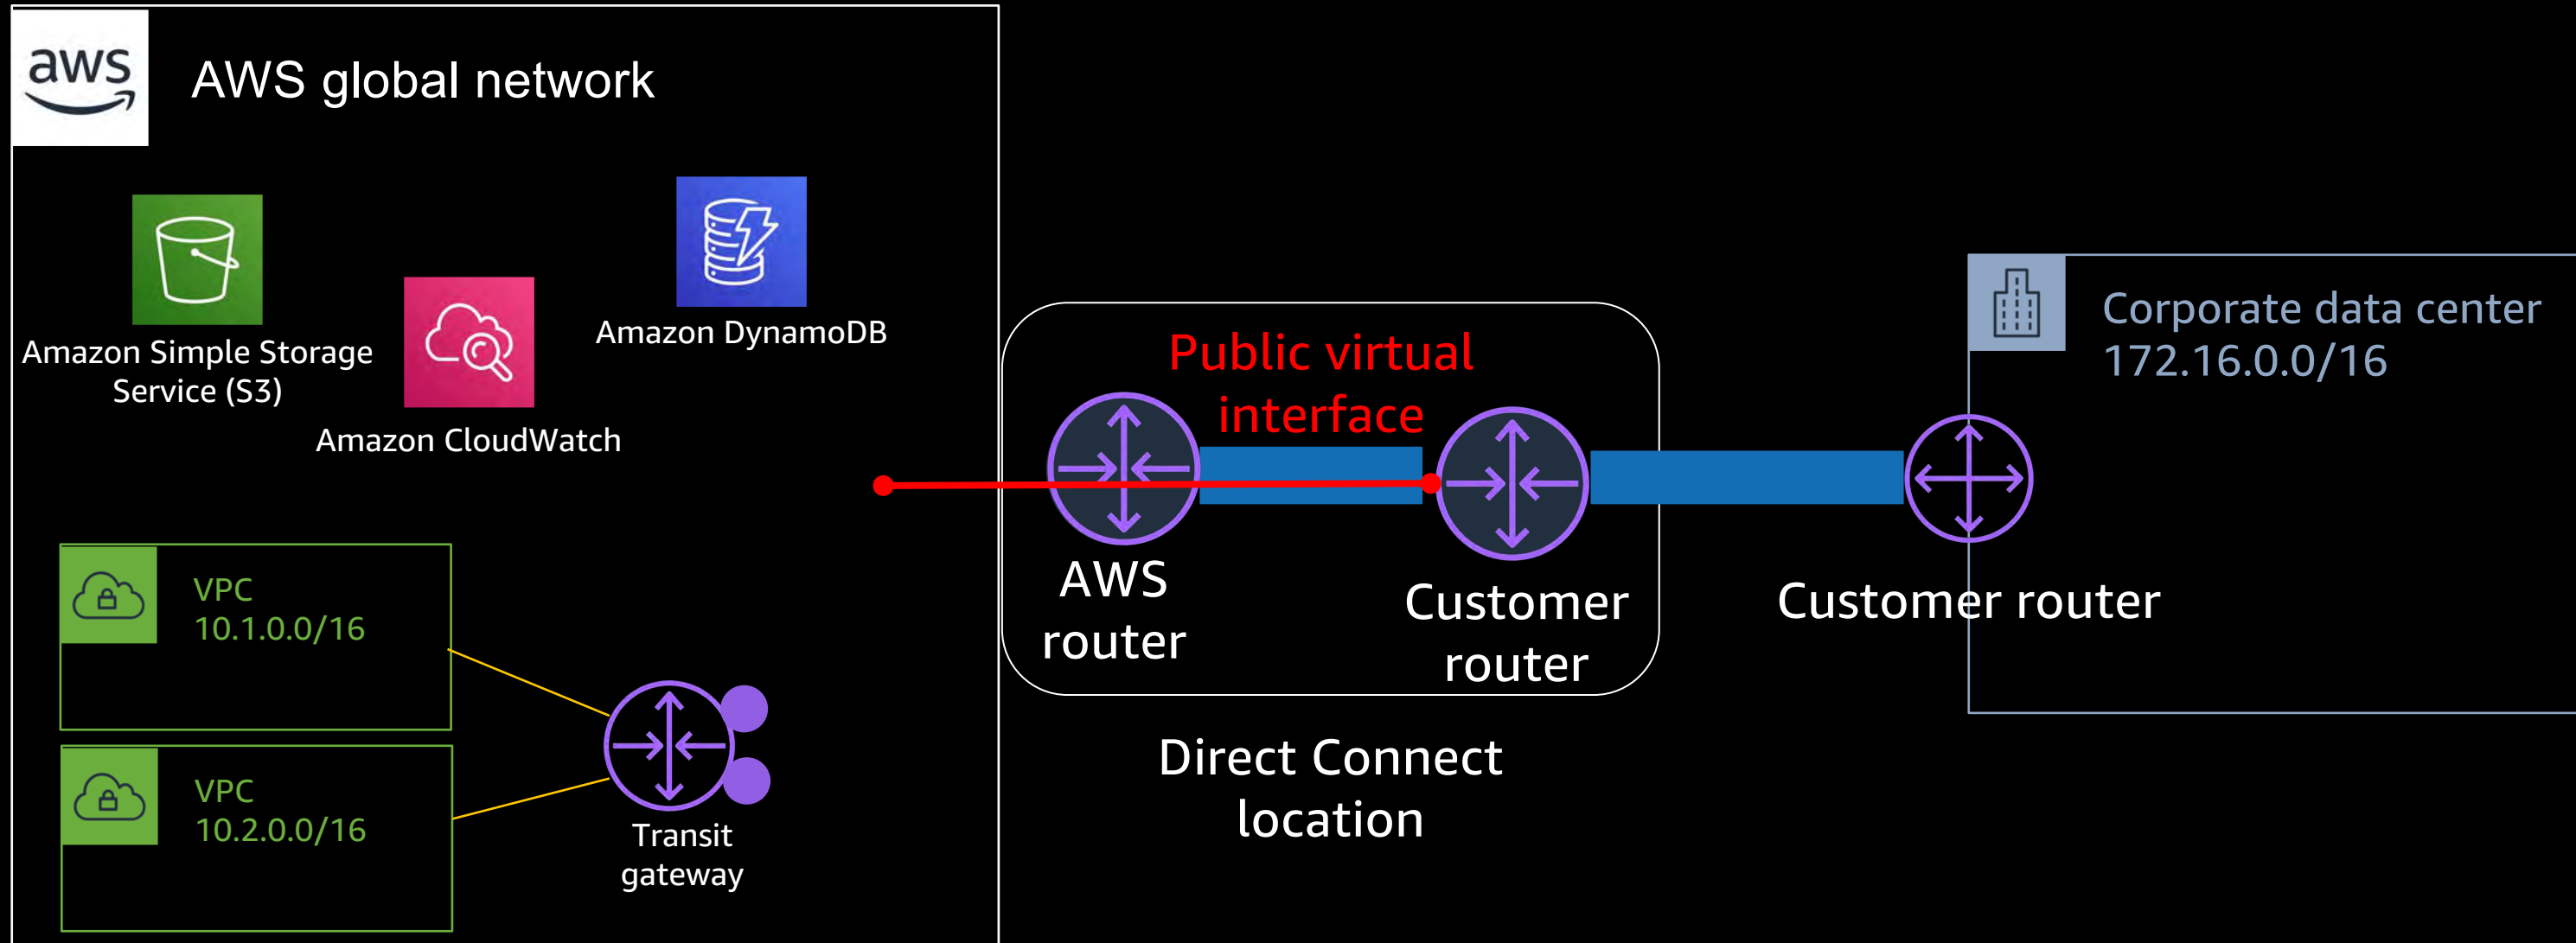 aws
AWS global network
Amazon Simple Storage
Service (S3)
Amazon CloudWatch
Amazon DynamoDB
VPC
10.1.0.0/16
VPC
10.2.0.0/16
Transit
gateway
Public virtual
interface
AWS
router
Customer
router
Direct Connect
location
Customer router
Corporate data center
172.16.0.0/16